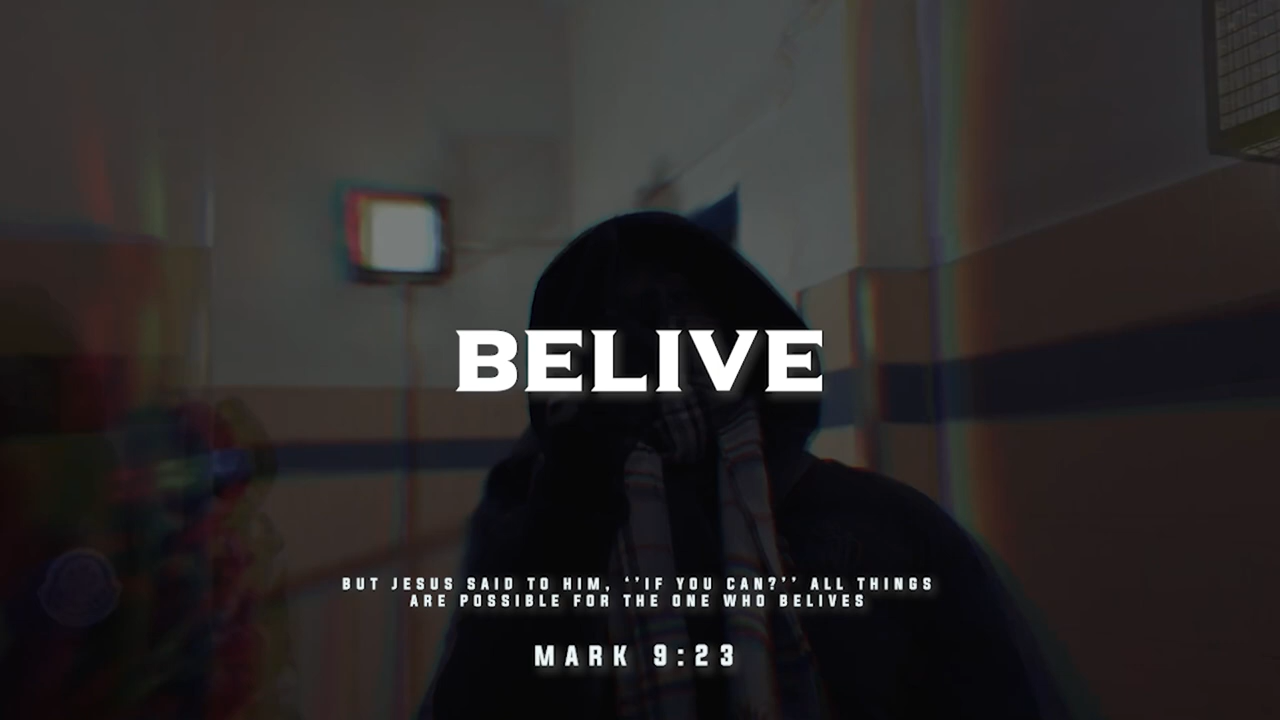 BELIVE
BUT JESUS SAID TO HIM, ‘’IF YOU CAN?’’ ALL THINGS
ARE POSSIBLE FOR THE ONE WHO BELIVES
MARK 9:23